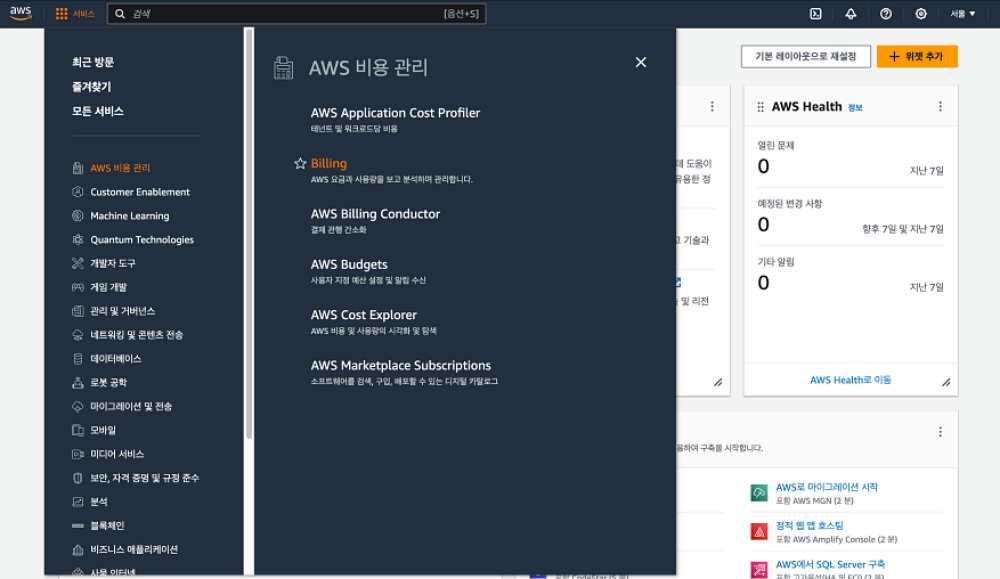 aws
서비스
검색
[옵션+S]
서울 ▼
최근 방문
즐겨찾기
모든 서비스
AWS 비용 관리
Customer Enablement
Machine Learning
Quantum Technologies
개발자 도구
게임 개발
관리 및 거버넌스
네트워킹 및 콘텐츠 전송
데이터베이스
로봇 공학
마이그레이션 및 전송
모바일
미디어 서비스
보안, 자격 증명 및 규정 준수
분석
블록체인
비즈니스 애플리케이션
사물 인터넷
AWS 비용 관리
AWS Application Cost Profiler
테넌트 및 워크로드당 비용
Billing
AWS 요금과 사용량을 보고 분석하며 관리합니다.
AWS Billing Conductor
결제 관행 간소화
AWS Budgets
사용자 지정 예산 설정 및 알림 수신
AWS Cost Explorer
AWS 비용 및 사용량의 시각화 및 탐색
AWS Marketplace Subscriptions
소프트웨어를 검색, 구입, 배포할 수 있는 디지털 카탈로그
기본 레이아웃으로 재설정
위젯 추가
데 도움이
유용한 정
고 기술과
및 리전
AWS Health 정보
열린 문제
0
지난 7일
예정된 변경 사항
0
향후 7일 및 지난 7일
기타 알림
0
지난 7일
AWS Health로 이동
용하여 구축을 시작합니다.
AWS로 마이그레이션 시작
포함 AWS MGN (2 분)
정적 웹 앱 호스팅
포함 AWS Amplify Console (2 분)
AWS에서 SQL Server 구축
포함 고가용성(HA 및 FCI) (2 분)
포함 CodeStar (5 분)